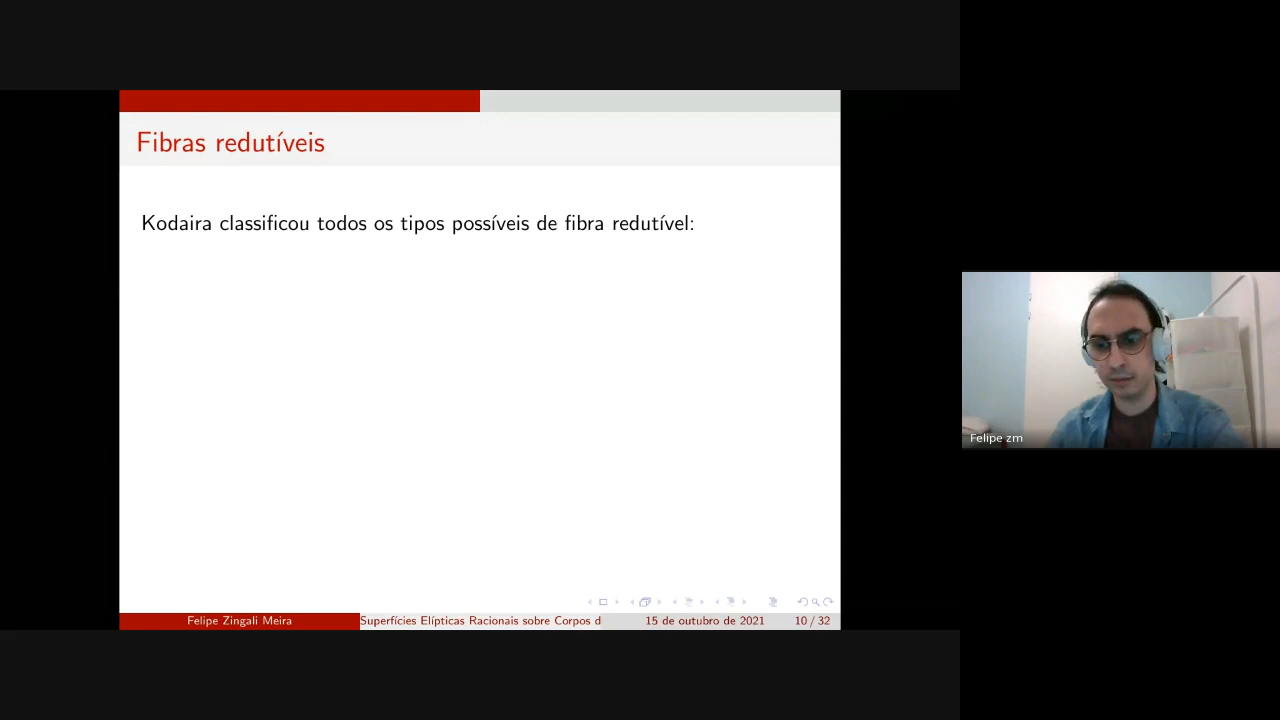 Fibras redutíveis
Kodaira classificou todos os tipos possíveis de fibra redutível:
Felipe zm
Felipe Zingali Meira
Superfícies Elípticas Racionais sobre Corpos d
15 de outubro de 2021
10 / 32